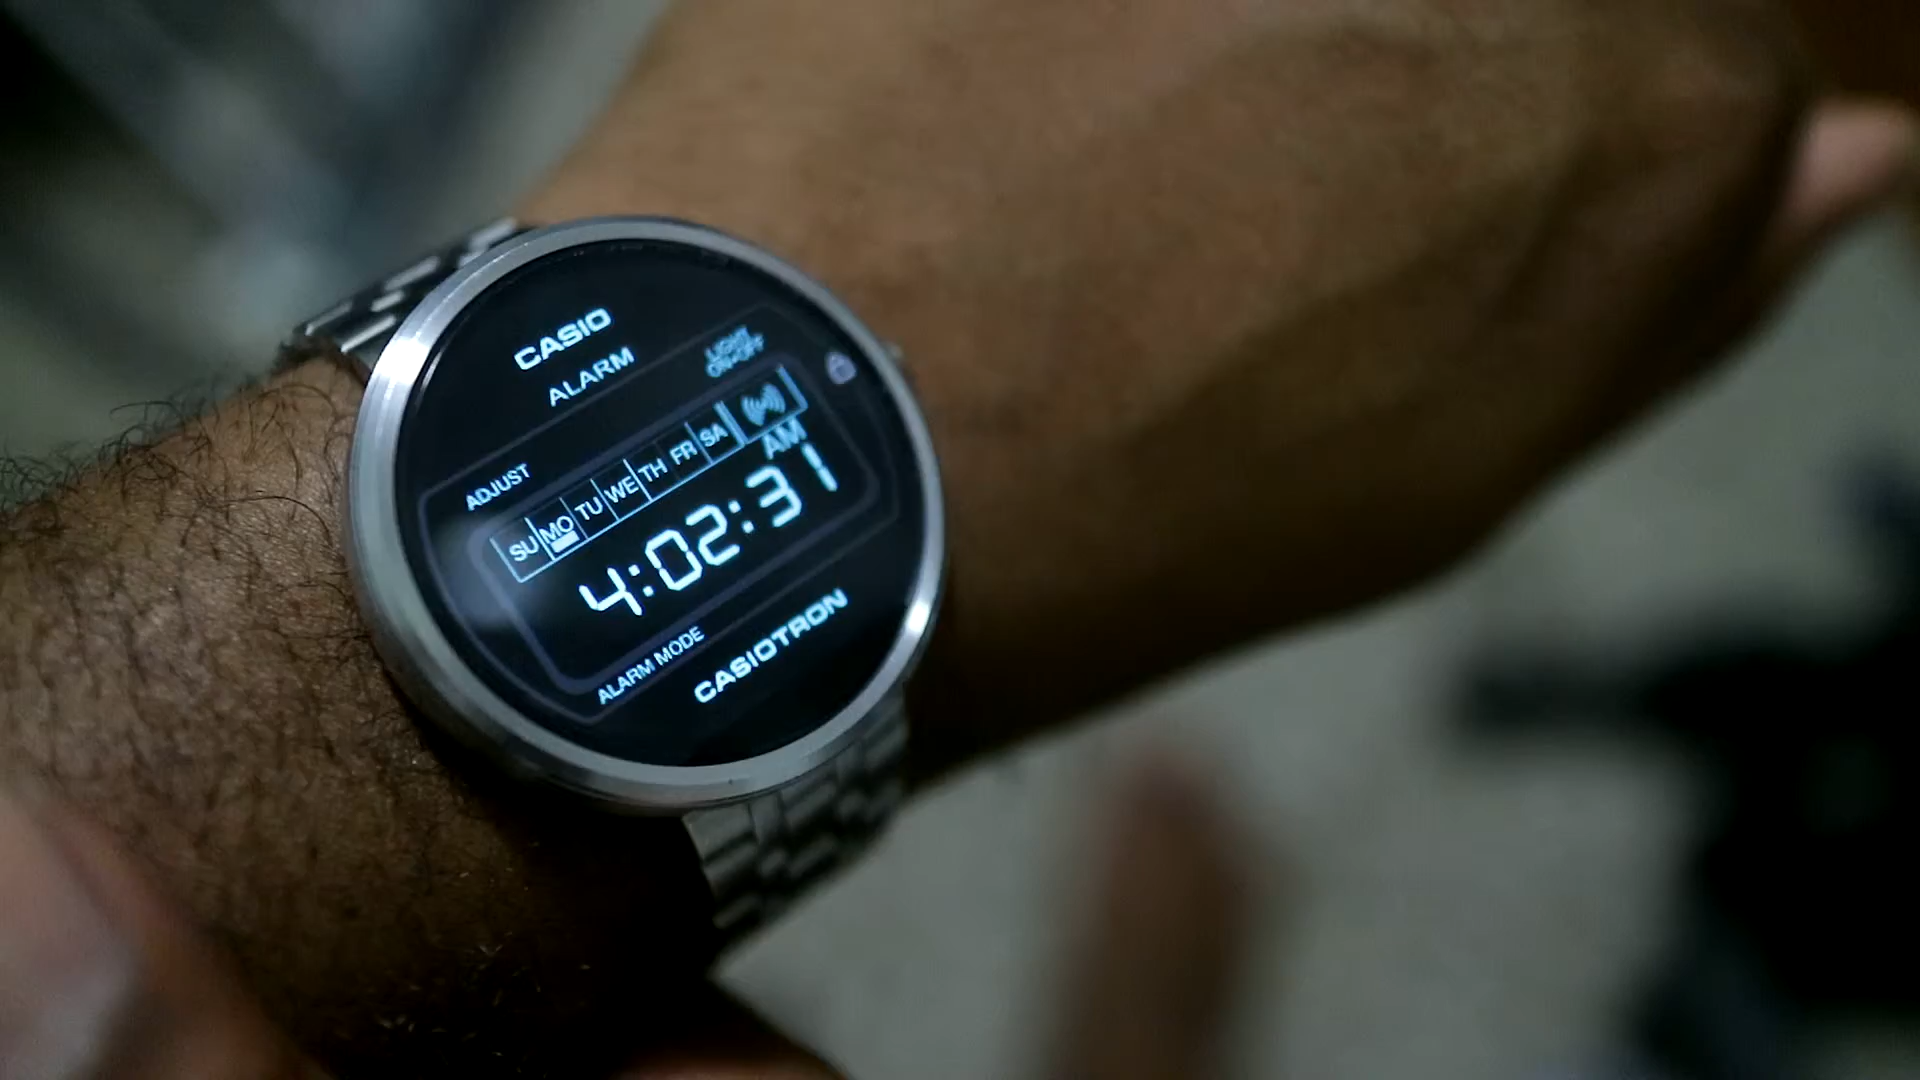 CASIO
ALARM
LIGHT
ON•OFF
ADJUST
SU MO TU WE TH FR SA
AM
4:02:31
ALARM MODE
CASIOTRON